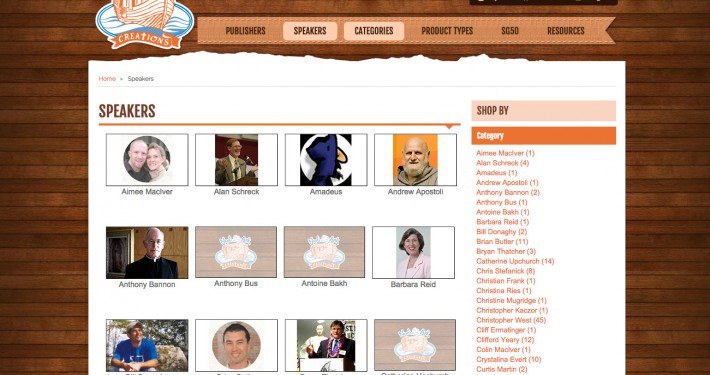 CREATIONS
PUBLISHERS
SPEAKERS
CATEGORIES
PRODUCT TYPES
SG50
RESOURCES
Home » Speakers
SPEAKERS
Aimee MacIver
Alan Schreck
Amadeus
Andrew Apostoli
Anthony Bannon
Anthony Bus
Antoine Bakh
Barbara Reid
SHOP BY
Category
Aimee MacIver (1)
Alan Schreck (4)
Amadeus (1)
Andrew Apostoli (1)
Anthony Bannon (2)
Anthony Bus (1)
Antoine Bakh (1)
Barbara Reid (1)
Bill Donaghy (2)
Brian Butler (11)
Bryan Thatcher (3)
Catherine Upchurch (14)
Chris Stefanick (8)
Christian Frank (1)
Christina Ries (1)
Christine Mugridge (1)
Christopher Kaczor (1)
Christopher West (45)
Cliff Ermatinger (1)
Clifford Yeary (12)
Colin MacIver (1)
Crystalina Evert (10)
Curtis Martin (2)